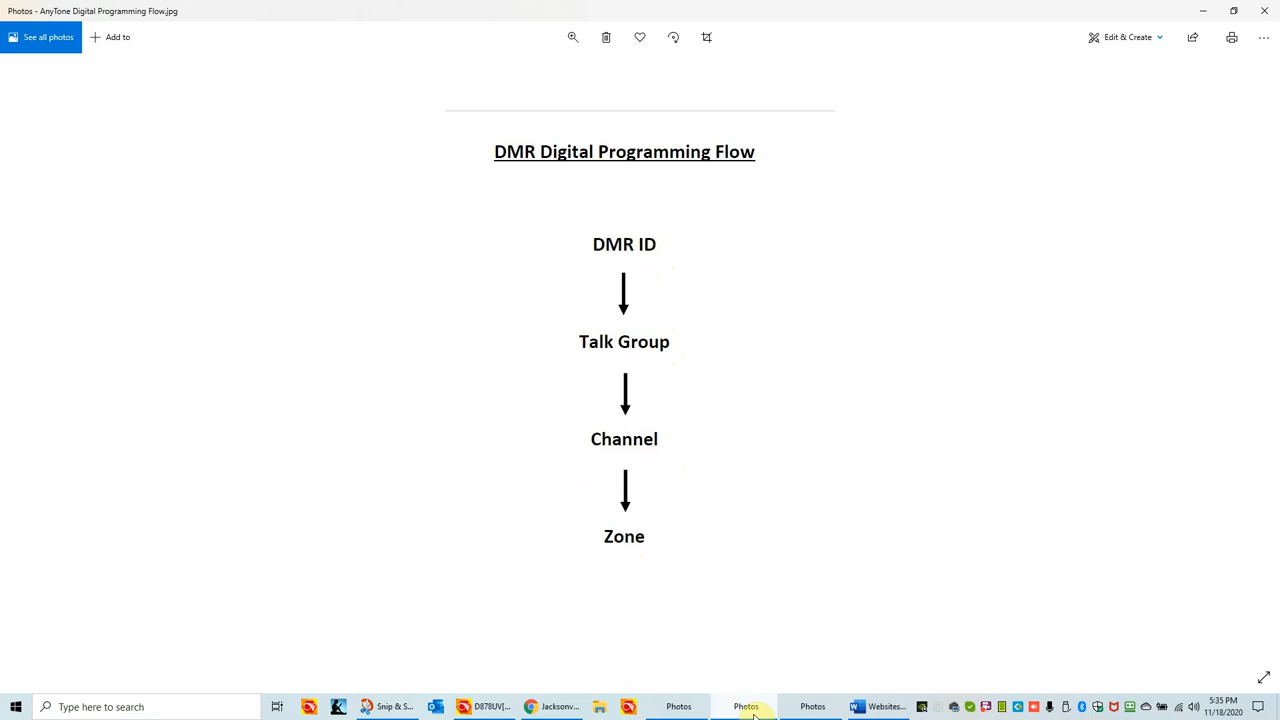 Photos - AnyTone Digital Programming Flow.jpg
See all photos
Add to
Edit & Create
DMR Digital Programming Flow
DMR ID
Talk Group
Channel
Zone
Type here to search
Snip & S...
D878UV[...
Jacksonv...
Photos
Photos
Photos
Websites...
5:35 PM
11/18/2020